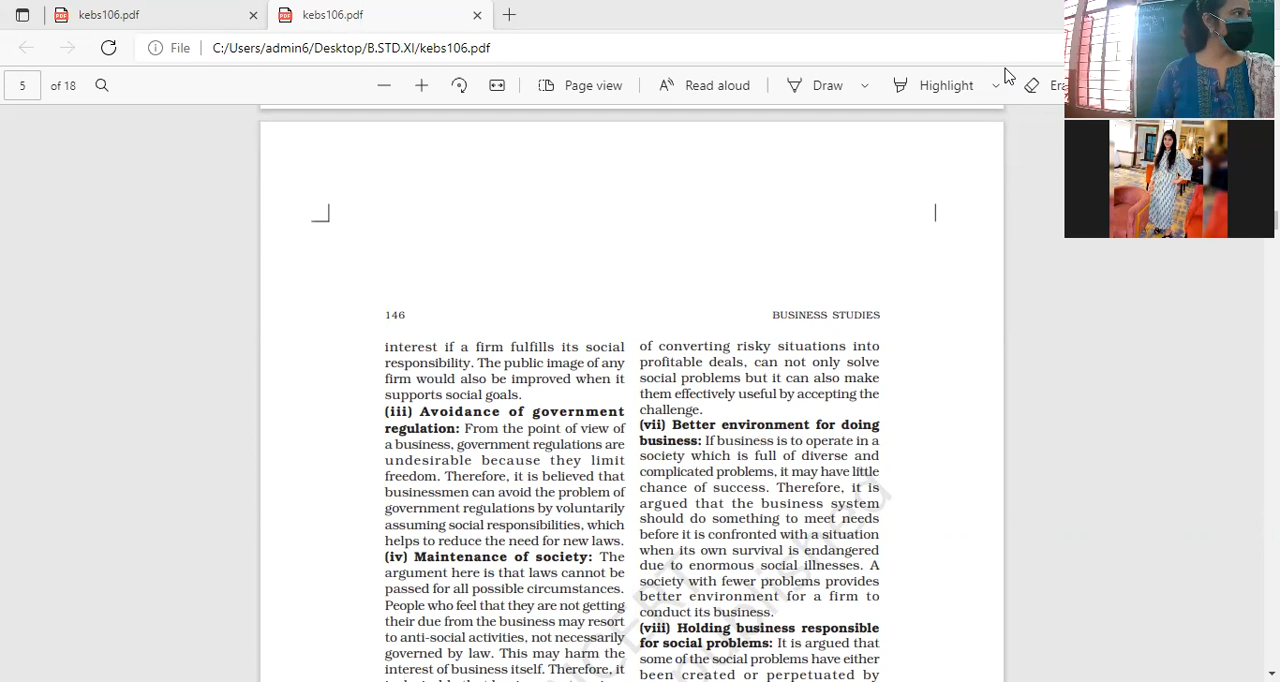 kebs106.pdf
kebs106.pdf
File
C:/Users/admin6/Desktop/B.STD.XI/kebs106.pdf
5 of 18
Page view
Read aloud
Draw
Highlight
146
BUSINESS STUDIES
interest if a firm fulfills its social
responsibility. The public image of any
firm would also be improved when it
supports social goals.
(iii) Avoidance of government
regulation: From the point of view of
a business, government regulations are
undesirable because they limit
freedom. Therefore, it is believed that
businessmen can avoid the problem of
government regulations by voluntarily
assuming social responsibilities, which
helps to reduce the need for new laws.
(iv) Maintenance of society: The
argument here is that laws cannot be
passed for all possible circumstances.
People who feel that they are not getting
their due from the business may resort
to anti-social activities, not necessarily
governed by law. This may harm the
interest of business itself. Therefore, it
of converting risky situations into
profitable deals, can not only solve
social problems but it can also make
them effectively useful by accepting the
challenge.
(vii) Better environment for doing
business: If business is to operate in a
society which is full of diverse and
complicated problems, it may have little
chance of success. Therefore, it is
argued that the business system
should do something to meet needs
before it is confronted with a situation
when its own survival is endangered
due to enormous social illnesses. A
society with fewer problems provides
better environment for a firm to
conduct its business.
(viii) Holding business responsible
for social problems: It is argued that
some of the social problems have either
been created or perpetuated by